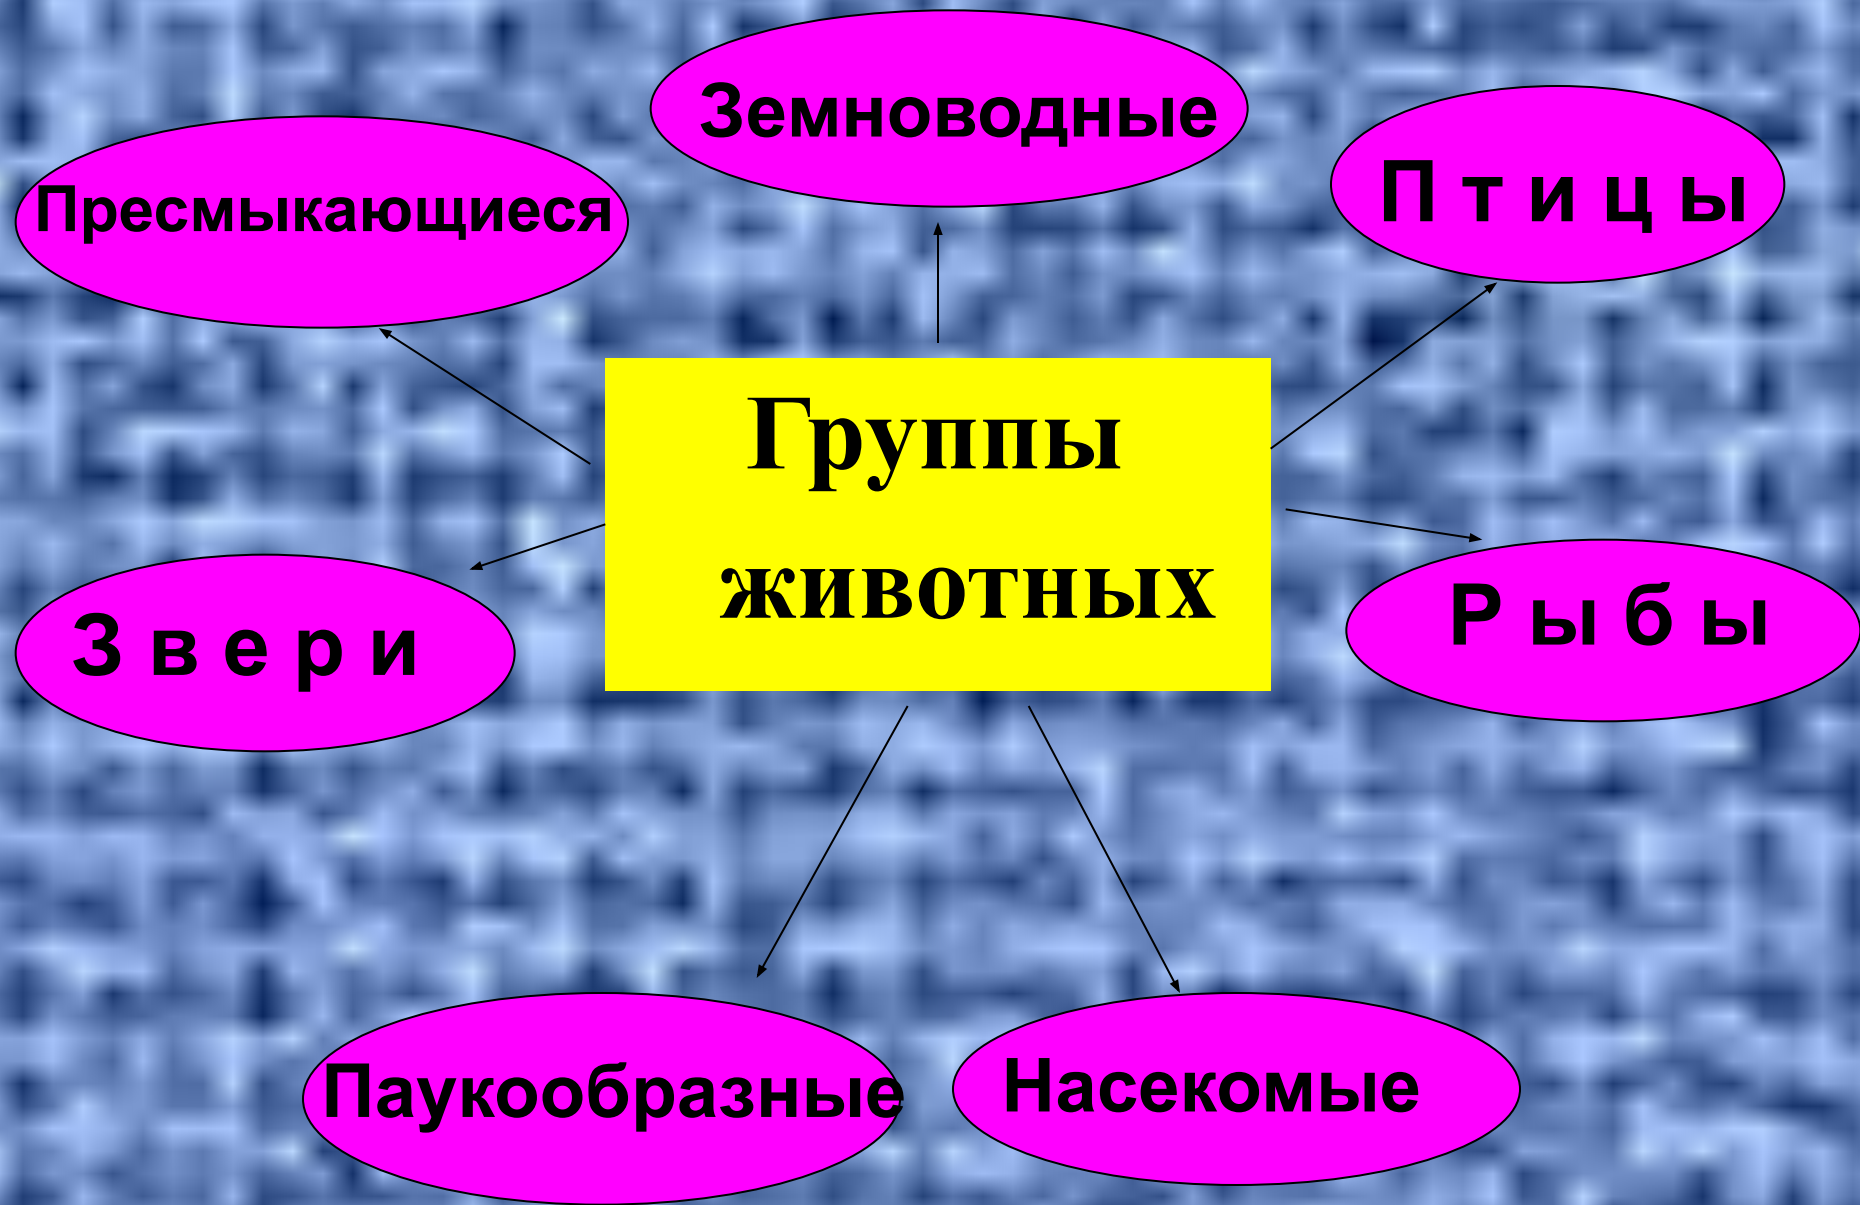 Земноводные
Пресмыкающиеся
П т и ц ы
Группы
животных
З в е р и
Р ы б ы
Паукообразные
Насекомые